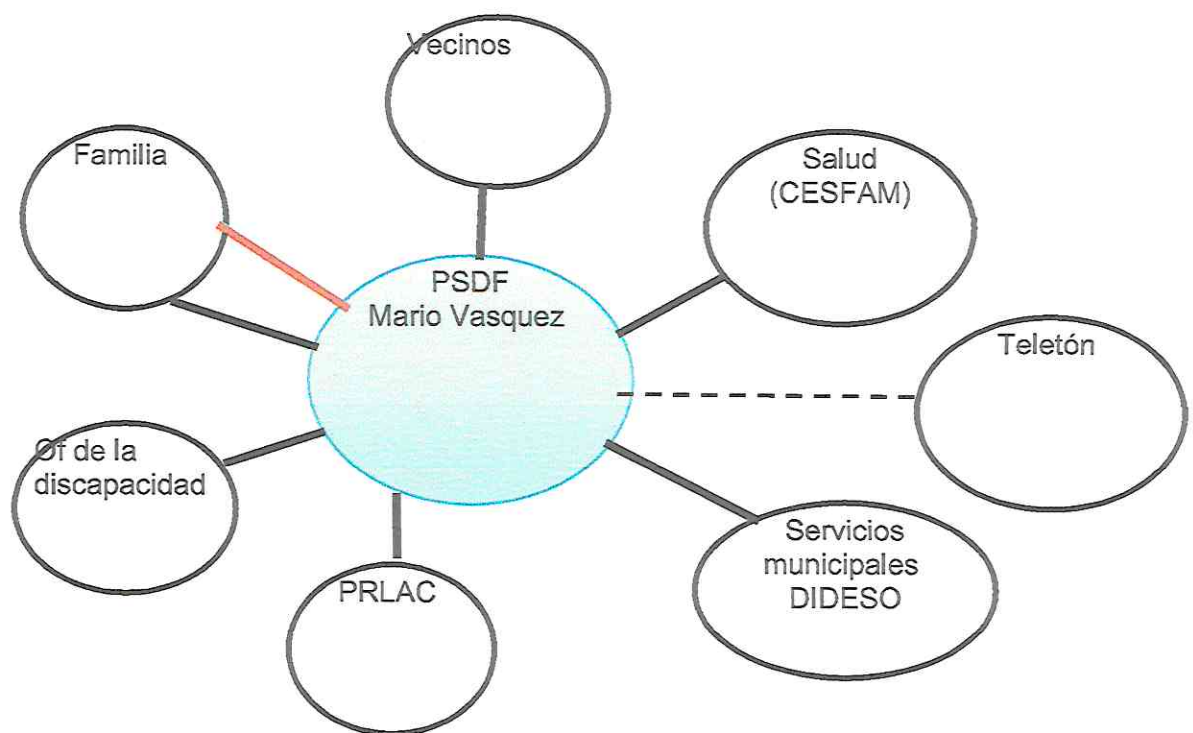 Vecinos
Familia
Salud
(CESFAM)
PSDF
Mario Vasquez
Teletón
Of de la
discapacidad
Servicios
municipales
DIDESO
PRLAC